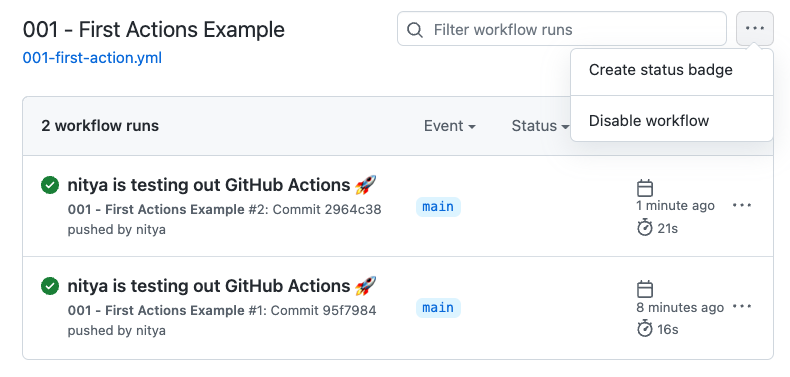 001 - First Actions Example
Filter workflow runs
001-first-action.yml
Create status badge
Disable workflow
2 workflow runs
Event
Status
nitya is testing out GitHub Actions 🚀
001 - First Actions Example #2: Commit 2964c38
pushed by nitya
main
1 minute ago
21s
nitya is testing out GitHub Actions 🚀
001 - First Actions Example #1: Commit 95f7984
pushed by nitya
main
8 minutes ago
16s